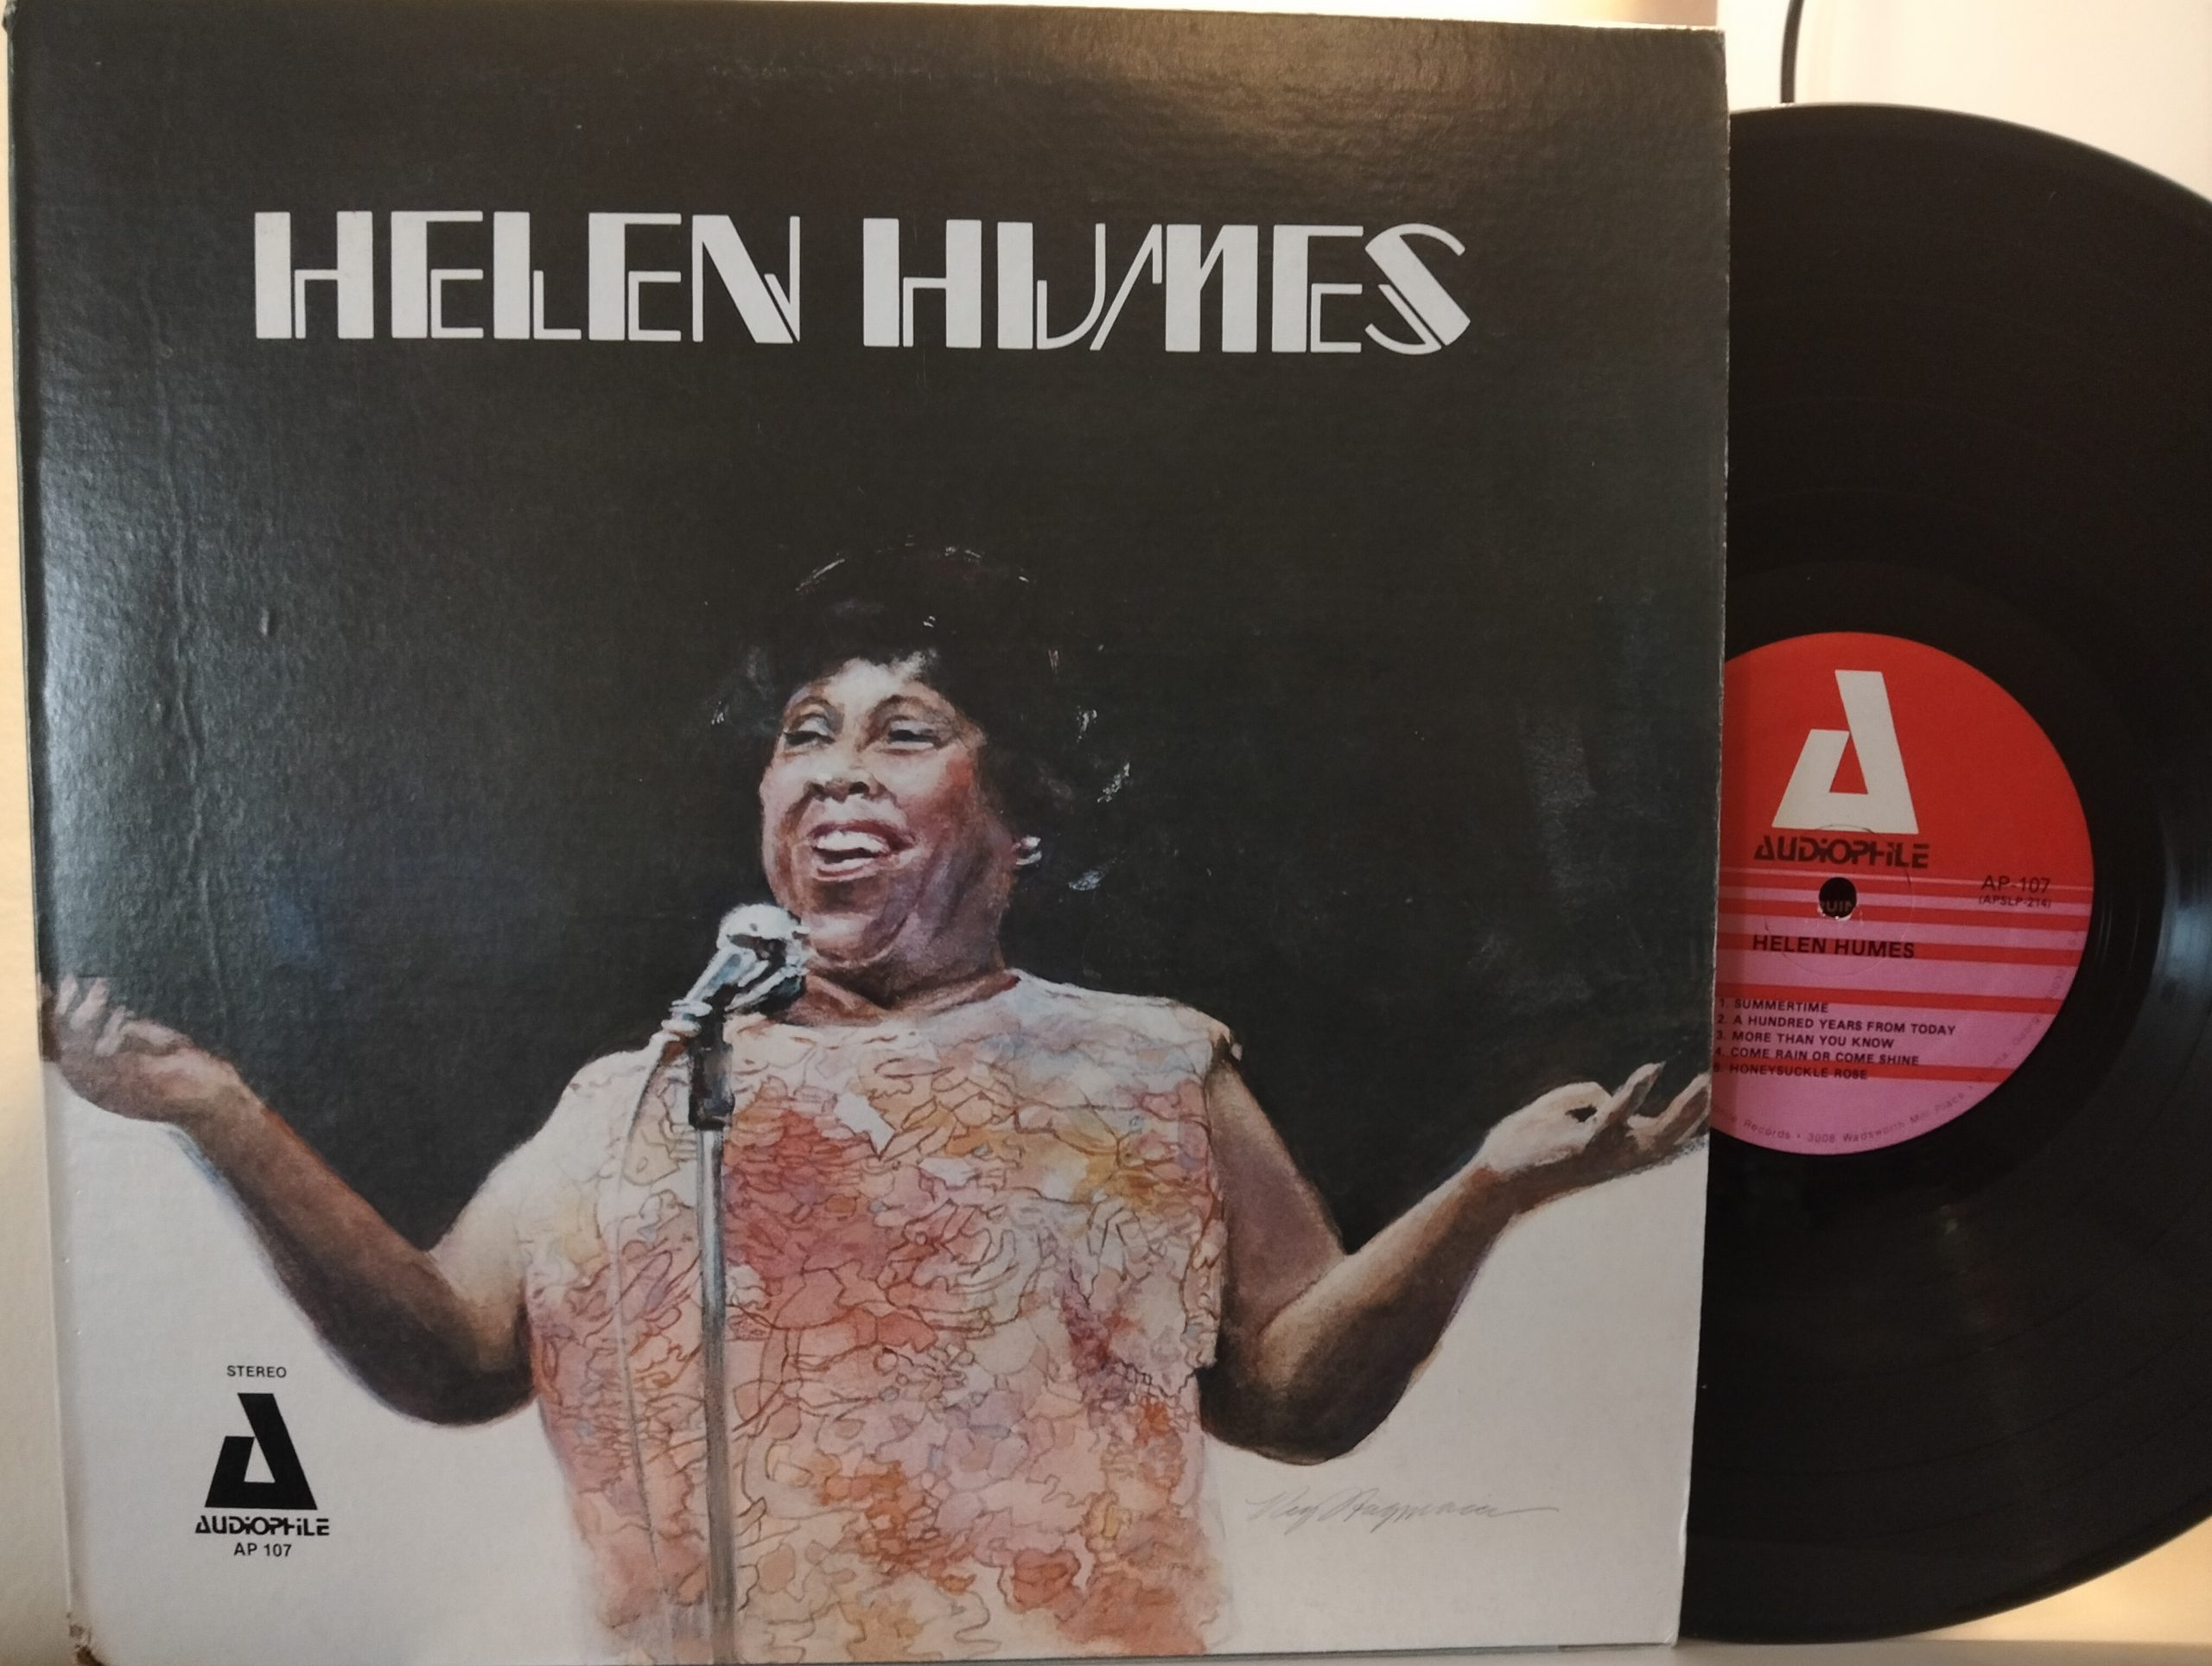 HELEN HUMES
STEREO
AUDIOPHILE
AP 107
AUDIOPHILE
AP-107
(APSLP-214)
HELEN HUMES
1. SUMMERTIME
2. A HUNDRED YEARS FROM TODAY
3. MORE THAN YOU KNOW
4. COME RAIN OR COME SHINE
5. HONEYSUCKLE ROSE
Records • 3008 Wadsworth Mill Place •